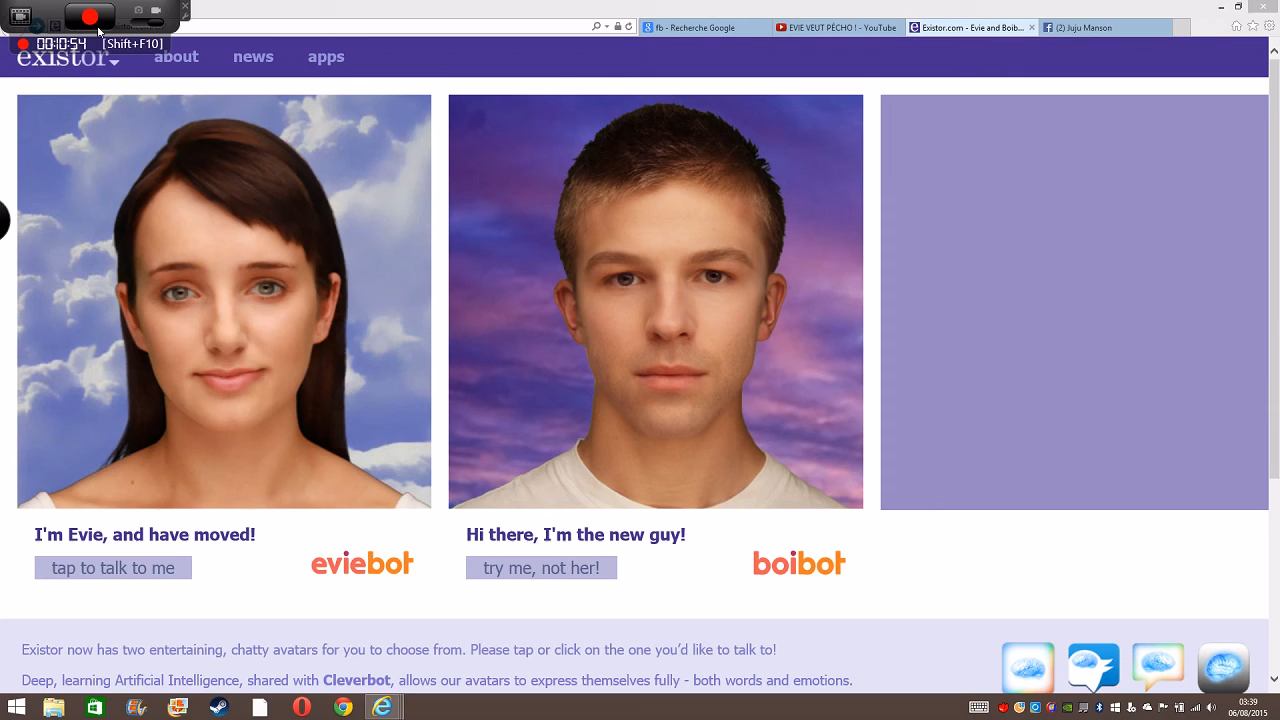 fb - Recherche Google
EVIE VEUT PÉCHO ! - YouTube
Existor.com - Evie and Boib...
(2) Juju Manson
00:10:54 [Shift+F10]
existor about news apps
I'm Evie, and have moved!
tap to talk to me
eviebot
Hi there, I'm the new guy!
try me, not her!
boibot
Existor now has two entertaining, chatty avatars for you to choose from. Please tap or click on the one you'd like to talk to!
Deep, learning Artificial Intelligence, shared with Cleverbot, allows our avatars to express themselves fully - both words and emotions.
03:39
06/08/2015